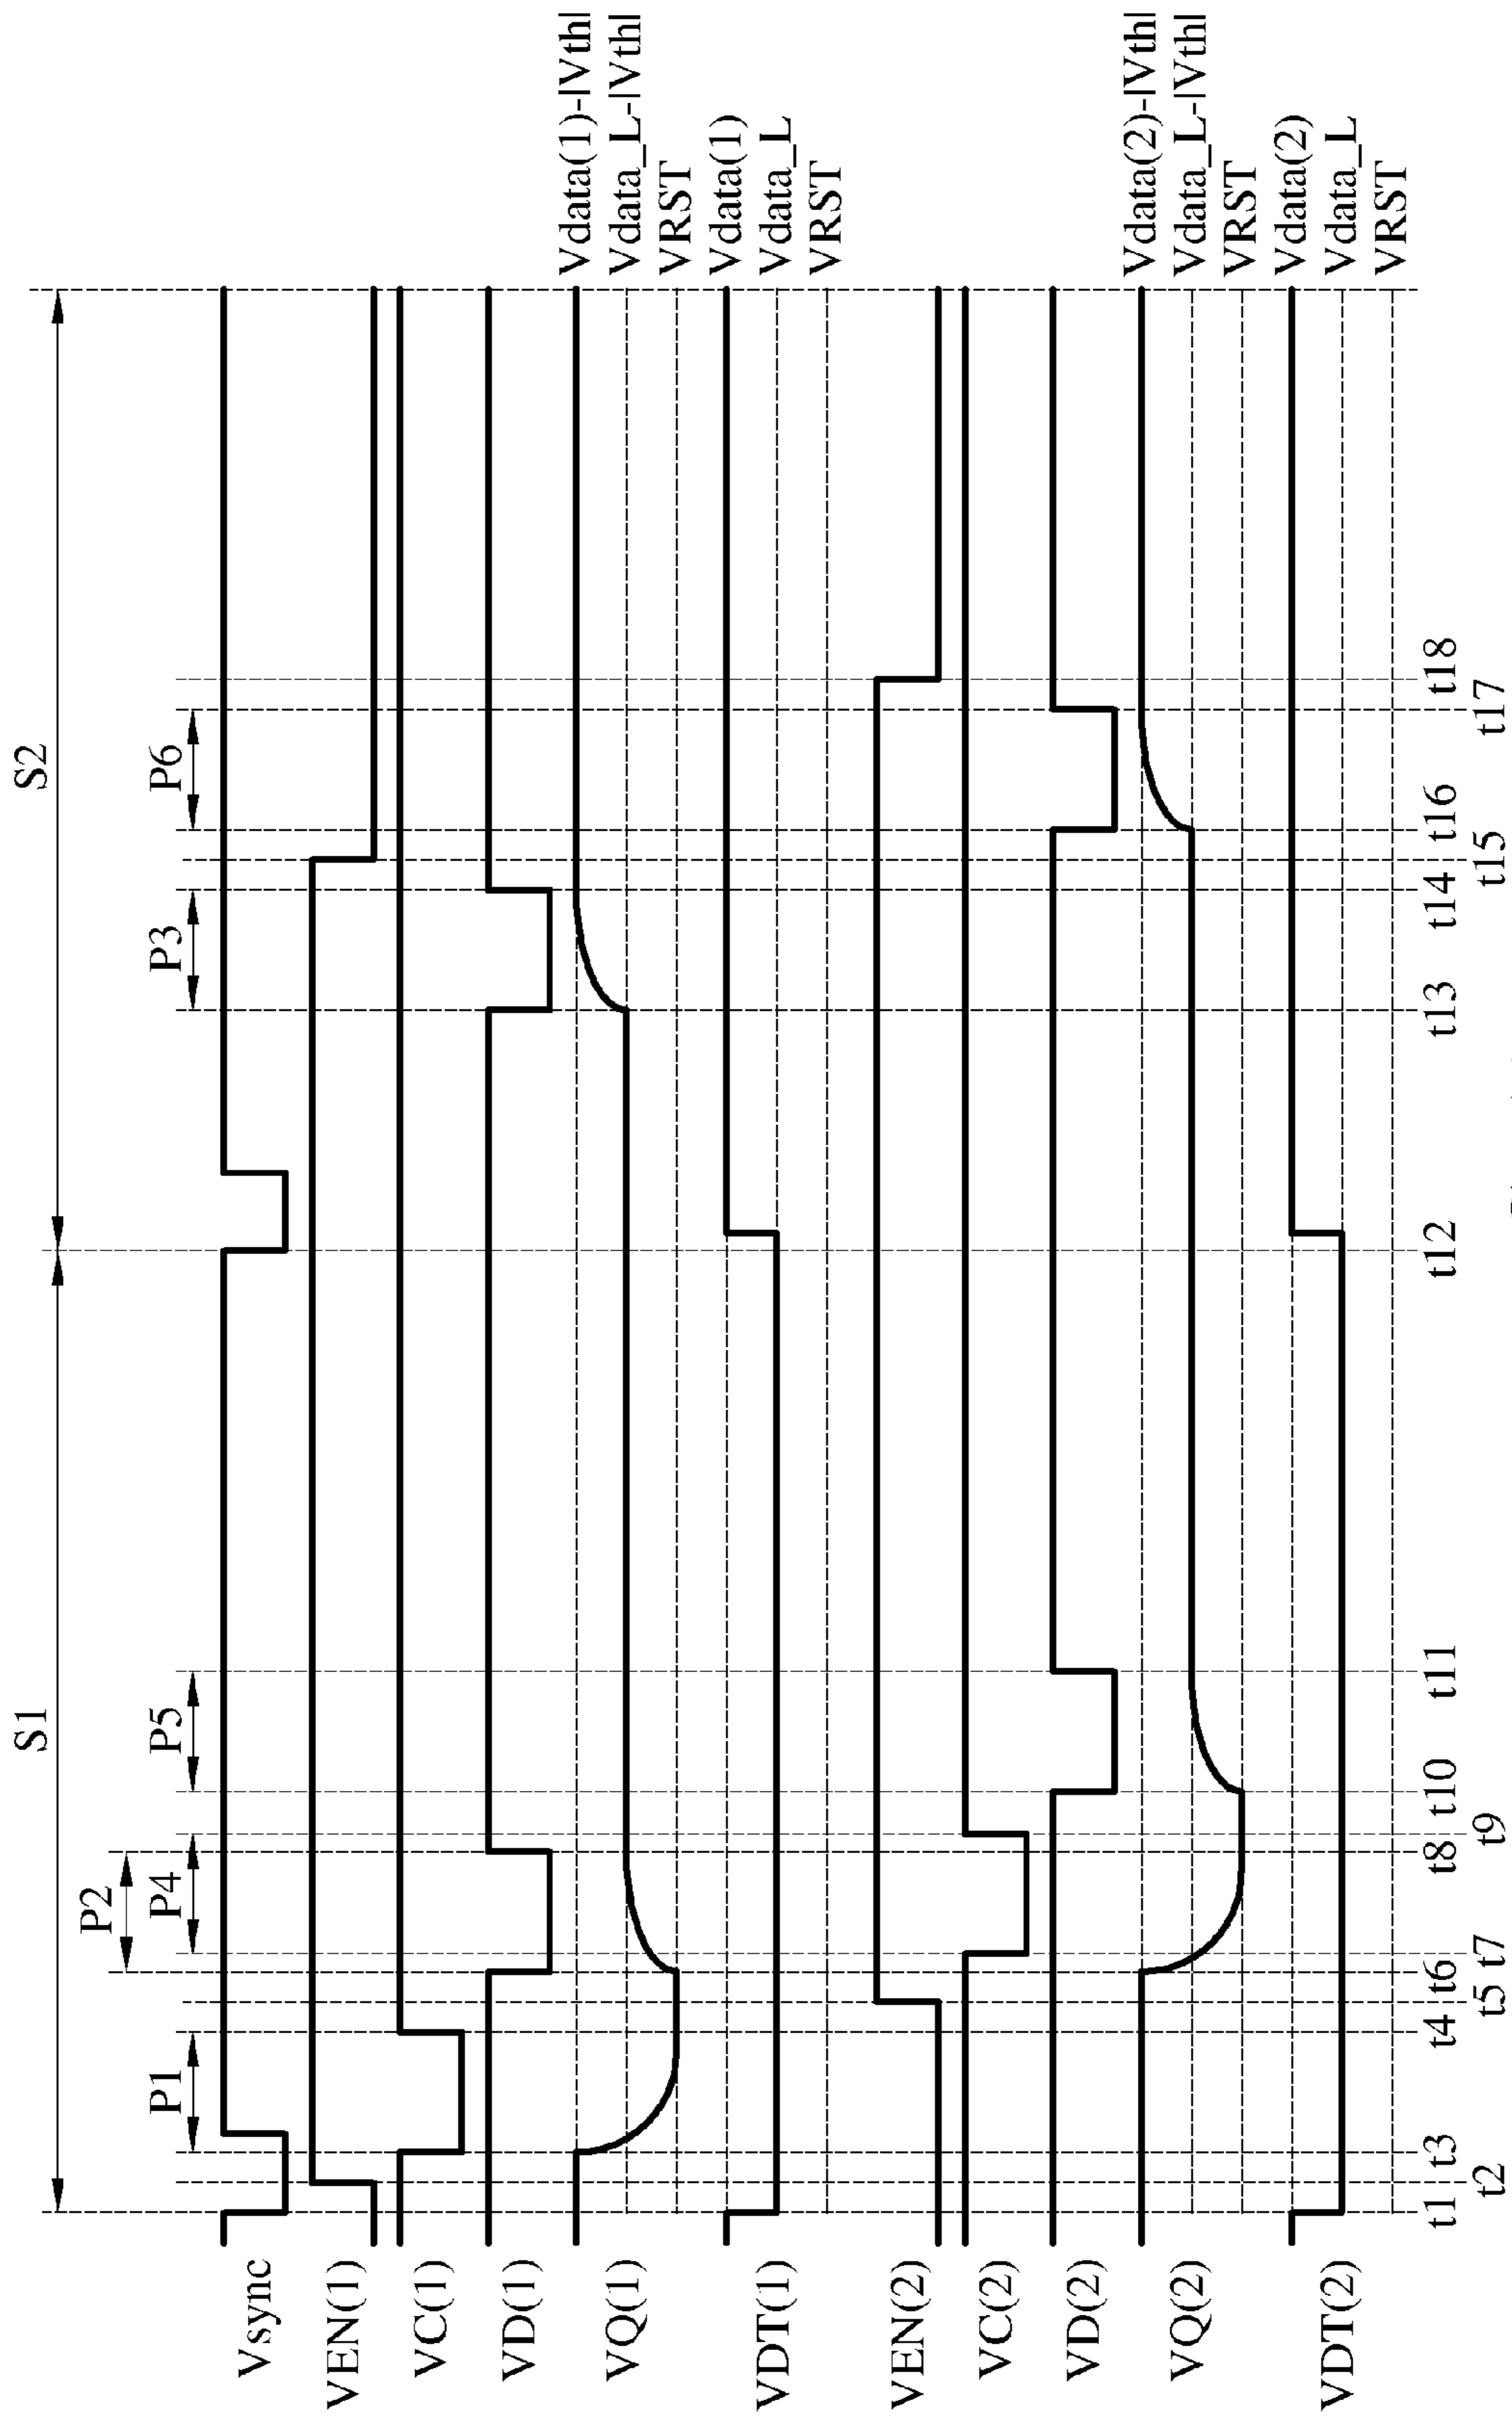 S1
S2
P2
P1
P4
P5
P3
P6
Vsync
VEN(1)
VC(1)
VD(1)
VQ(1)
Vdata(1)-|Vth|
Vdata_L-|Vth|
VRST
VDT(1)
Vdata(1)
Vdata_L
VRST
VEN(2)
VC(2)
VD(2)
VQ(2)
Vdata(2)-|Vth|
Vdata_L-|Vth|
VRST
VDT(2)
Vdata(2)
Vdata_L
VRST
t1 t3 t4 t6 t7 t8 t10 t11 t12 t13 t14 t16 t18
t2 t5 t9 t15 t17